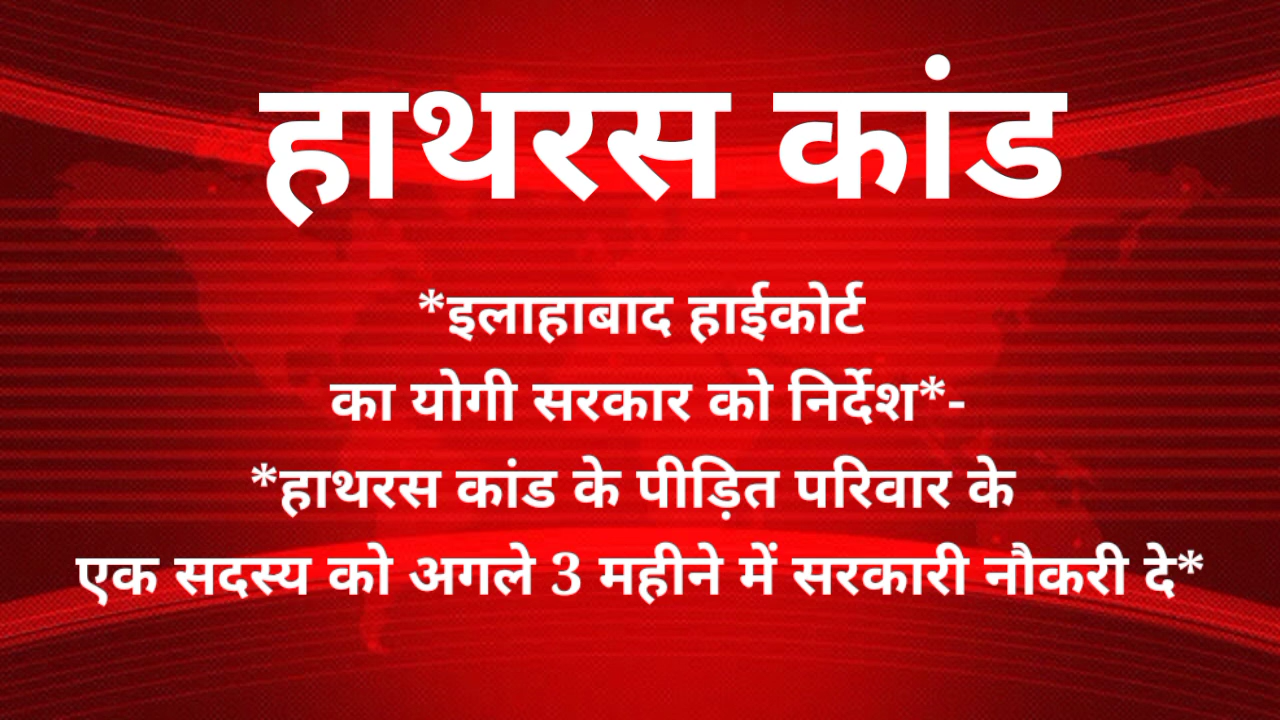 हाथरस कांड
*इलाहाबाद हाईकोर्ट
का योगी सरकार को निर्देश*-
*हाथरस कांड के पीड़ित परिवार के
एक सदस्य को अगले 3 महीने में सरकारी नौकरी दे*